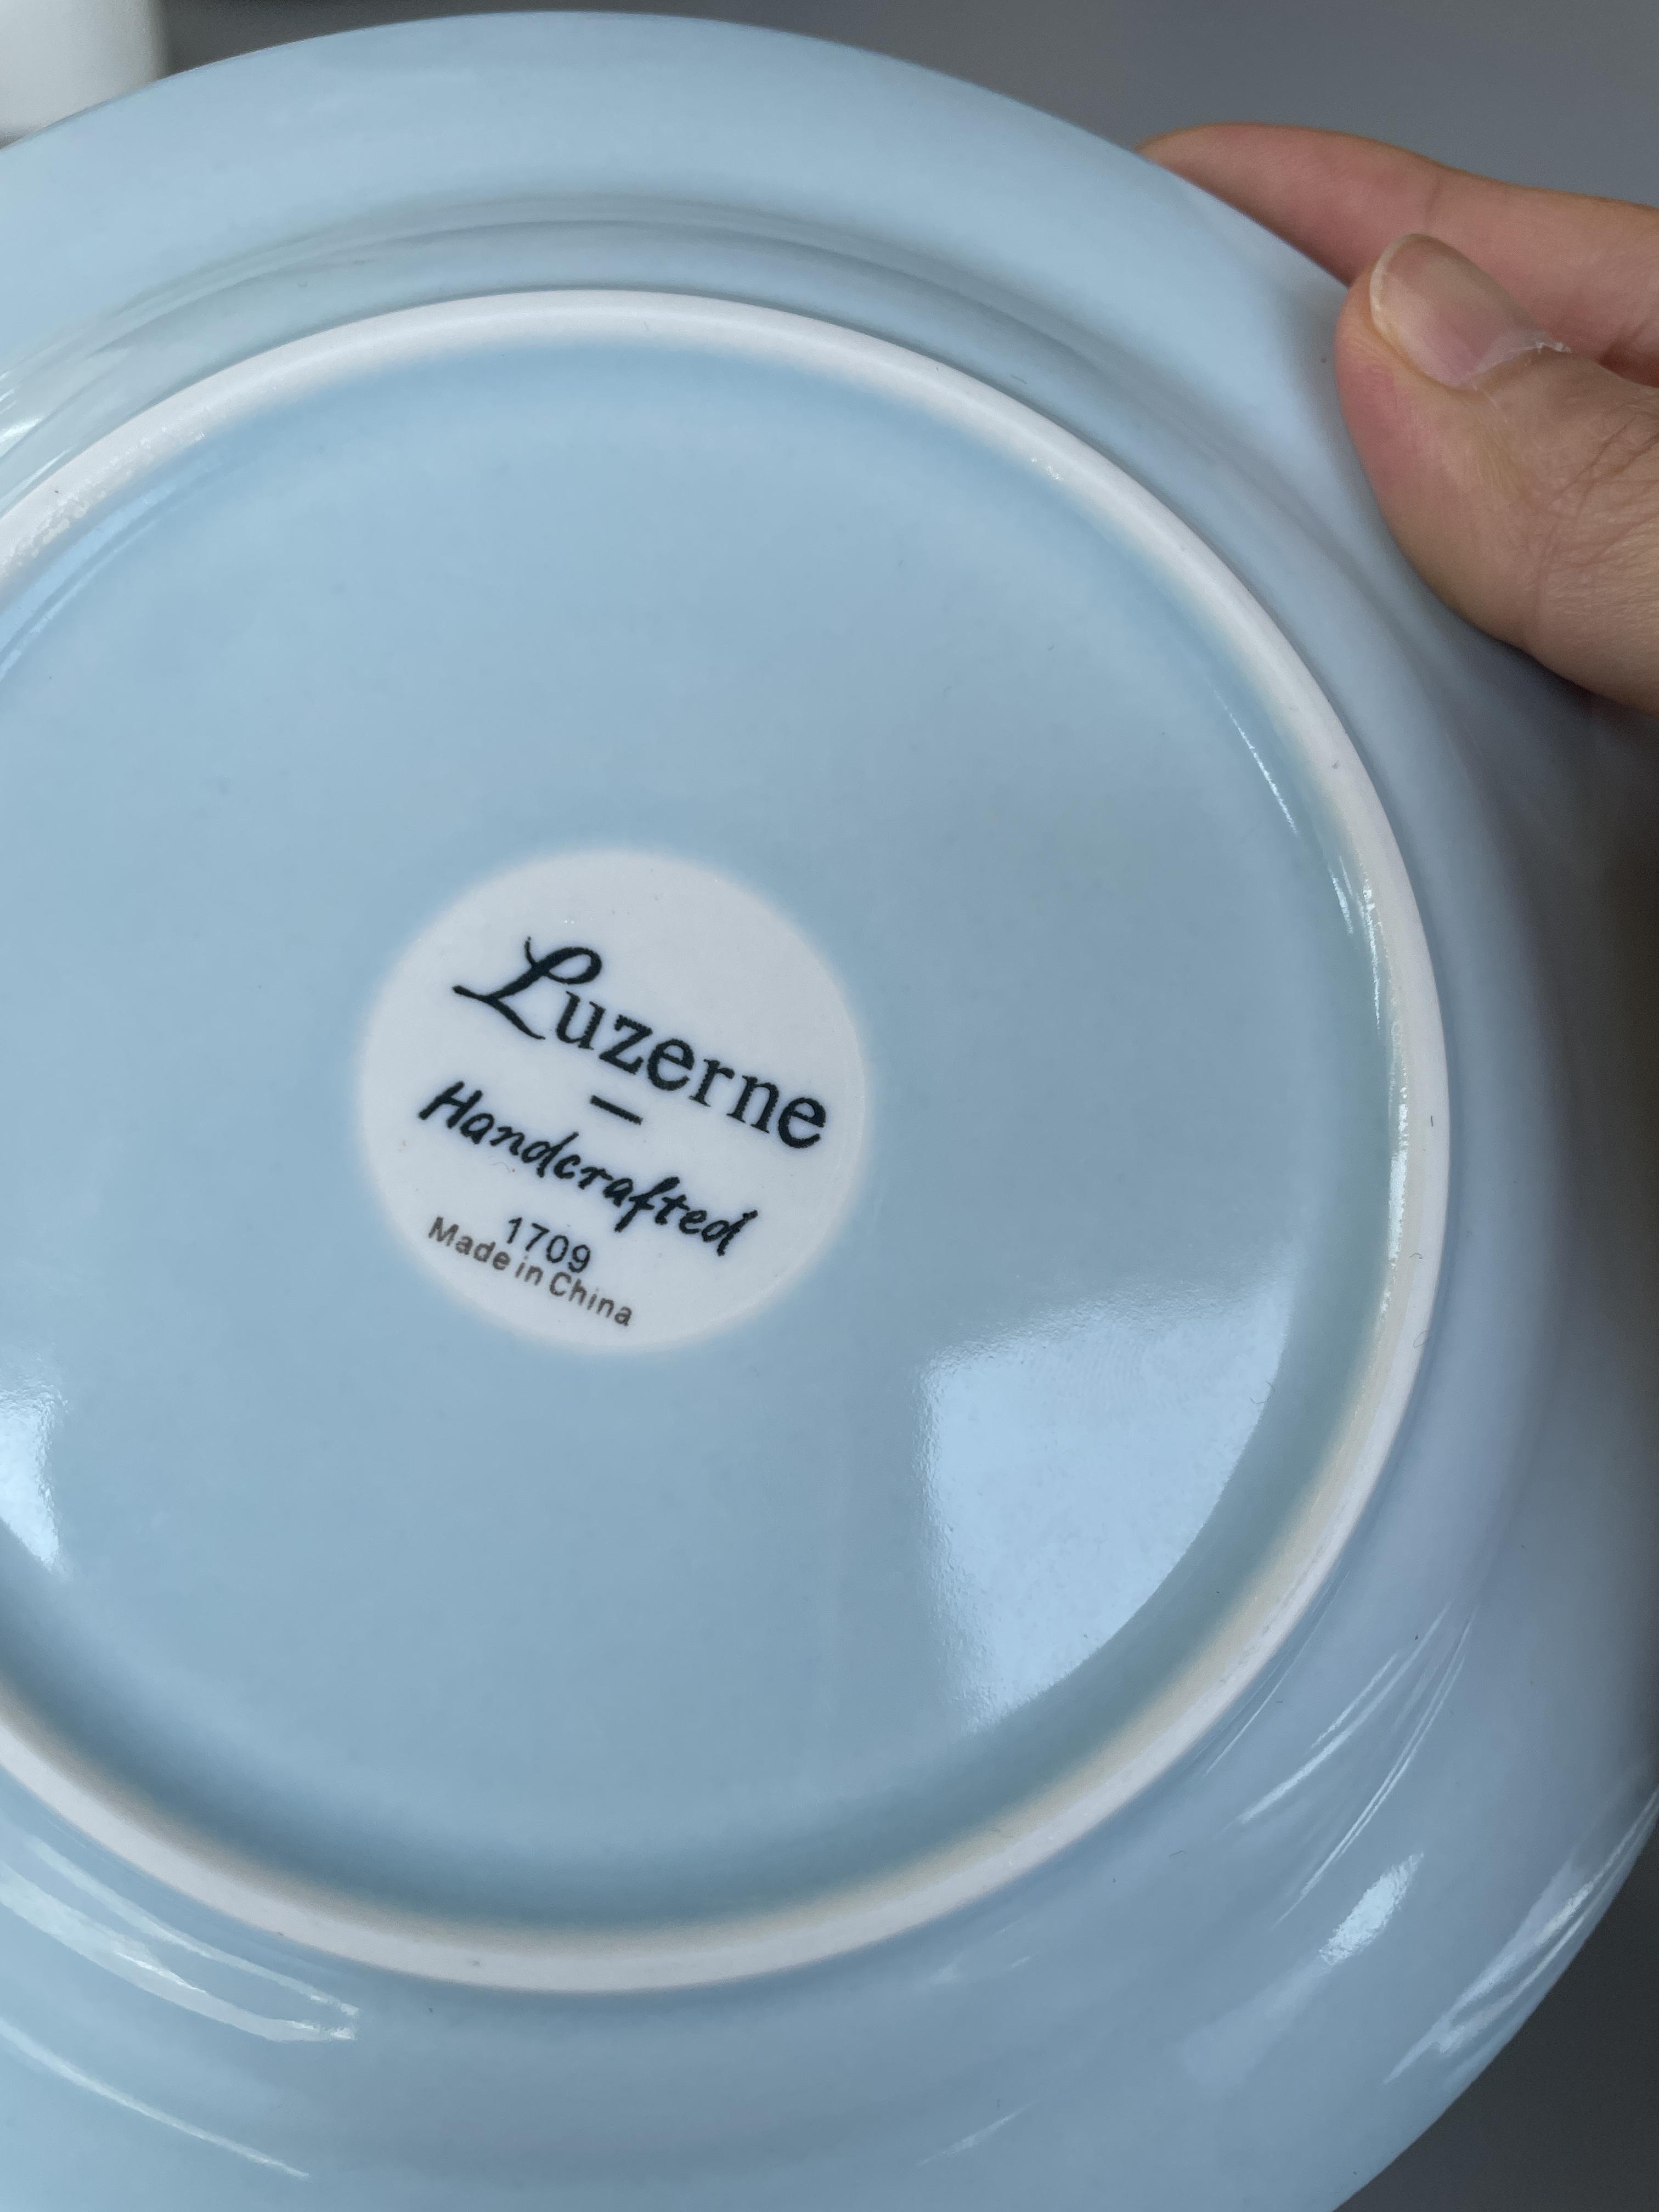 Luzerne
—
Handcrafted
1709
Made in China